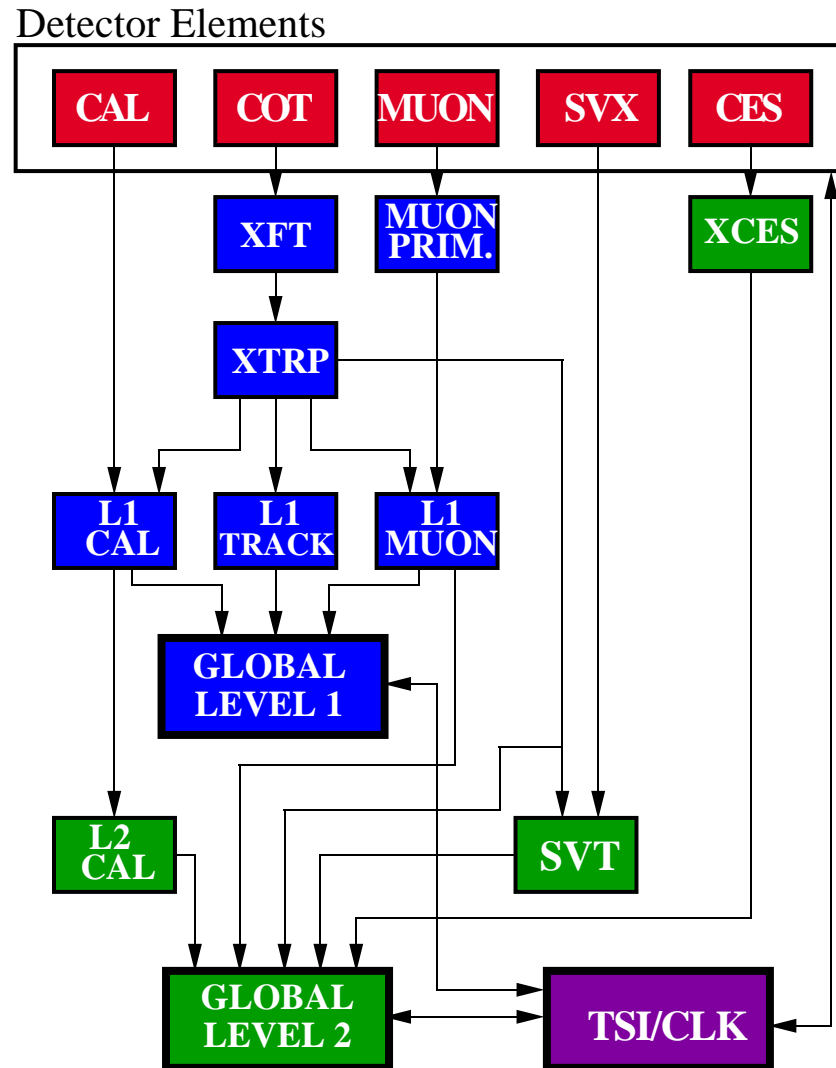 Detector Elements
CAL
COT
MUON
SVX
CES
XFT
MUON
PRIM.
XCES
XTRP
L1
CAL
L1
TRACK
L1
MUON
GLOBAL
LEVEL 1
L2
CAL
SVT
GLOBAL
LEVEL 2
TSI/CLK